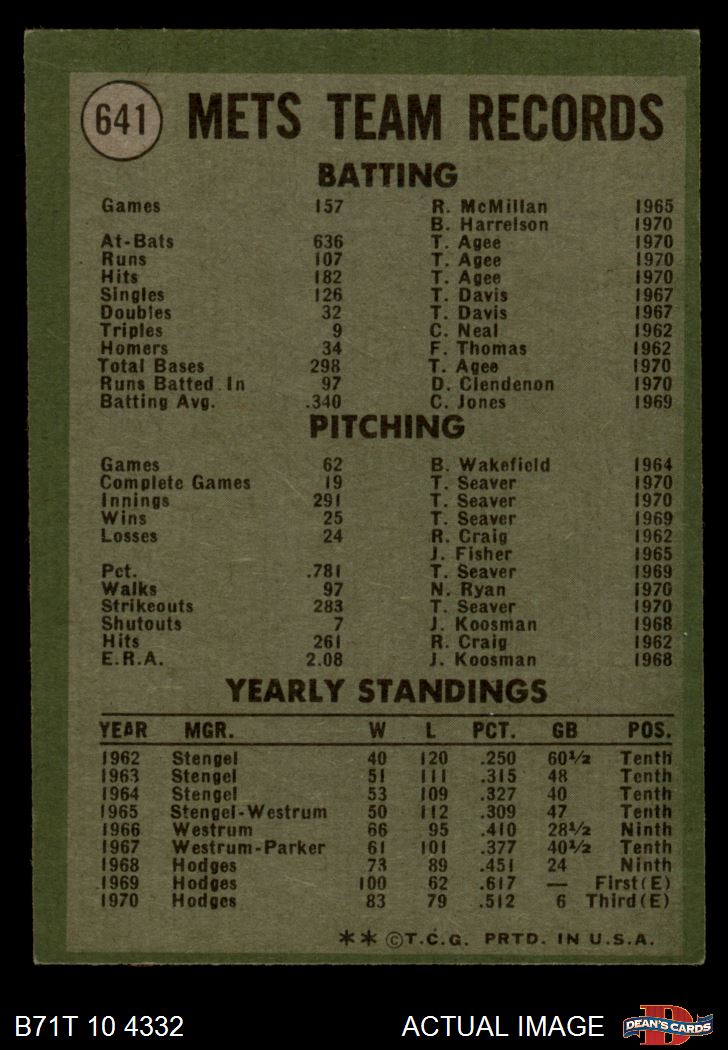 641 METS TEAM RECORDS
BATTING
Games 157 R. McMillan 1965
B. Harrelson 1970
At-Bats 636 T. Agee 1970
Runs 107 T. Agee 1970
Hits 182 T. Agee 1970
Singles 126 T. Davis 1967
Doubles 32 T. Davis 1967
Triples 9 C. Neal 1962
Homers 34 F. Thomas 1962
Total Bases 298 T. Agee 1970
Runs Batted In 97 D. Clendenon 1970
Batting Avg. .340 C. Jones 1969
PITCHING
Games 62 B. Wakefield 1964
Complete Games 19 T. Seaver 1970
Innings 291 T. Seaver 1970
Wins 25 T. Seaver 1969
Losses 24 R. Craig 1962
J. Fisher 1965
Pct. .781 T. Seaver 1969
Walks 97 N. Ryan 1970
Strikeouts 283 T. Seaver 1970
Shutouts 7 J. Koosman 1968
Hits 261 R. Craig 1962
E.R.A. 2.08 J. Koosman 1968
YEARLY STANDINGS
YEAR MGR. W L PCT. GB POS.
1962 Stengel 40 120 .250 60½ Tenth
1963 Stengel 51 111 .315 48 Tenth
1964 Stengel 53 109 .327 40 Tenth
1965 Stengel-Westrum 50 112 .309 47 Tenth
1966 Westrum 66 95 .410 28½ Ninth
1967 Westrum-Parker 61 101 .377 40½ Tenth
1968 Hodges 73 89 .451 24 Ninth
1969 Hodges 100 62 .617 — First(E)
1970 Hodges 83 79 .512 6 Third(E)
** ©T.C.G. PRTD. IN U.S.A.
B71T 10 4332 ACTUAL IMAGE DEAN'S CARDS